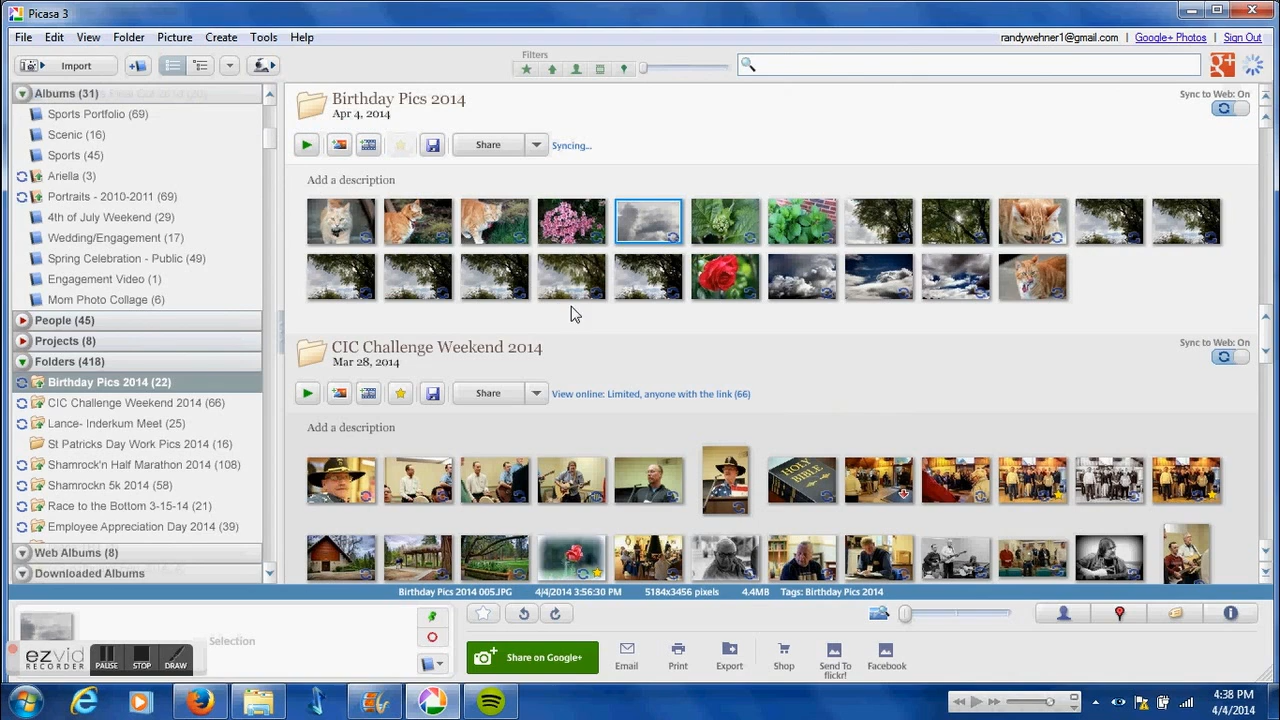 Picasa 3
File Edit View Folder Picture Create Tools Help
randywehner1@gmail.com | Google+ Photos | Sign Out
Import
Filters
g+
Albums (31)
Sports Portfolio (69)
Scenic (16)
Sports (45)
Ariella (3)
Portraits - 2010-2011 (69)
4th of July Weekend (29)
Wedding/Engagement (17)
Spring Celebration - Public (49)
Engagement Video (1)
Mom Photo Collage (6)
People (45)
Projects (8)
Folders (418)
Birthday Pics 2014 (22)
CIC Challenge Weekend 2014 (66)
Lance- Inderkum Meet (25)
St Patricks Day Work Pics 2014 (16)
Shamrock'n Half Marathon 2014 (108)
Shamrockn 5k 2014 (58)
Race to the Bottom 3-15-14 (21)
Employee Appreciation Day 2014 (39)
Web Albums (8)
Downloaded Albums
Birthday Pics 2014
Apr 4, 2014
Sync to Web: On
Share
Syncing...
Add a description
CIC Challenge Weekend 2014
Mar 28, 2014
Sync to Web: On
Share
View online: Limited, anyone with the link (66)
Add a description
HOLY BIBLE
Birthday Pics 2014 005.JPG 4/4/2014 3:56:30 PM 5184x3456 pixels 4.4MB Tags: Birthday Pics 2014
Selection
ezvid
RECORDER
PAUSE STOP DRAW
Share on Google+
Email Print Export Shop Send To flickr! Facebook
4:38 PM
4/4/2014